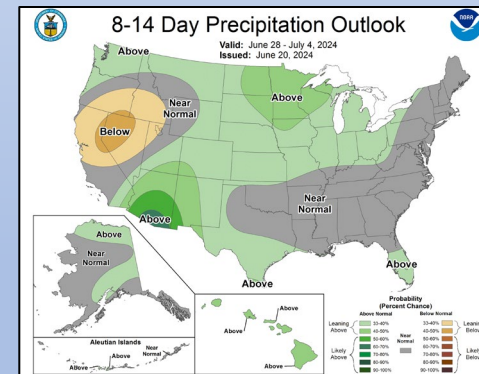 8-14 Day Precipitation Outlook
Valid: June 28 - July 4, 2024
Issued: June 20, 2024
NOAA
Above
Near
Normal
Above
Below
Near
Normal
Above
Above
Above
Above
Near
Normal
Aleutian Islands
Near
Normal
Above
Above
Above
Above
Above
Above
Probability
(Percent Chance)
Above Normal
Below Normal
Leaning
Above
Likely
Above
33-40%
40-50%
50-60%
60-70%
70-80%
80-90%
90-100%
Near
Normal
33-40%
40-50%
50-60%
60-70%
70-80%
80-90%
90-100%
Leaning
Below
Likely
Below